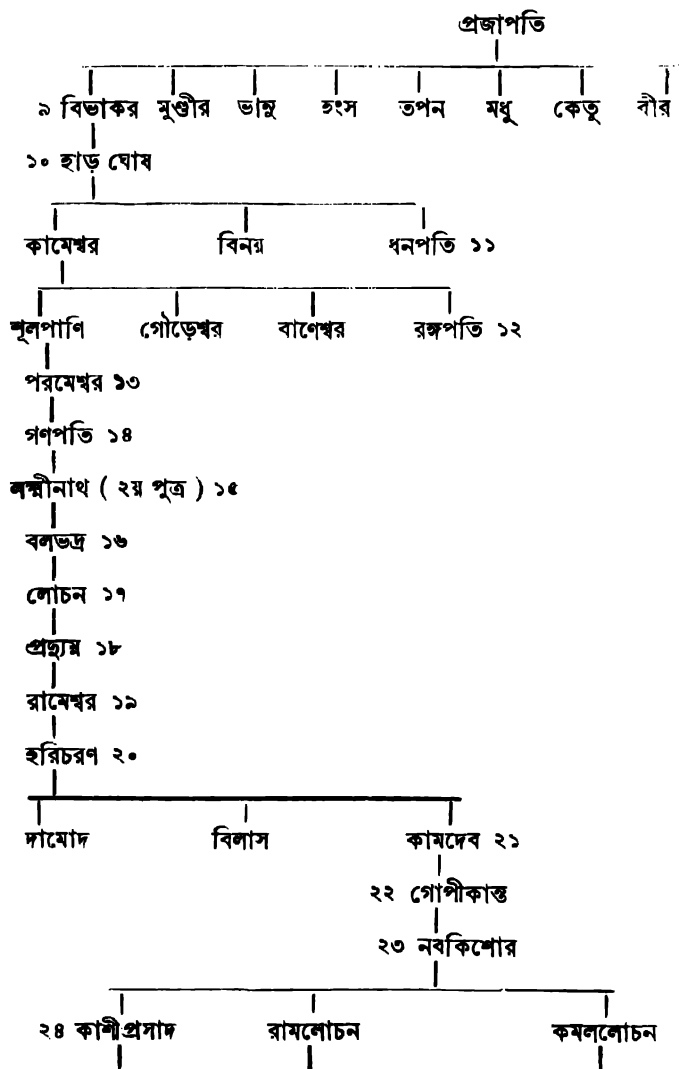 প্রজাপতি
৯ বিভাকর মুণ্ডীর ভানু হংস তপন মধু কেতু বীর
১০ হাড় ঘোষ
কামেশ্বর বিনয় ধনপতি ১১
শূলপাণি গৌড়েশ্বর বাণেশ্বর রঙ্গপতি ১২
পরমেশ্বর ১৩
গণপতি ১৪
লক্ষ্মীনাথ ( ২য় পুত্র ) ১৫
বলভদ্র ১৬
লোচন ১৭
প্রদ্যুম্ন ১৮
রামেশ্বর ১৯
হরিচরণ ২০
দামোদ বিলাস কামদেব ২১
২২ গোপীকান্ত
২৩ নবকিশোর
২৪ কাশীপ্রসাদ রামলোচন কমললোচন